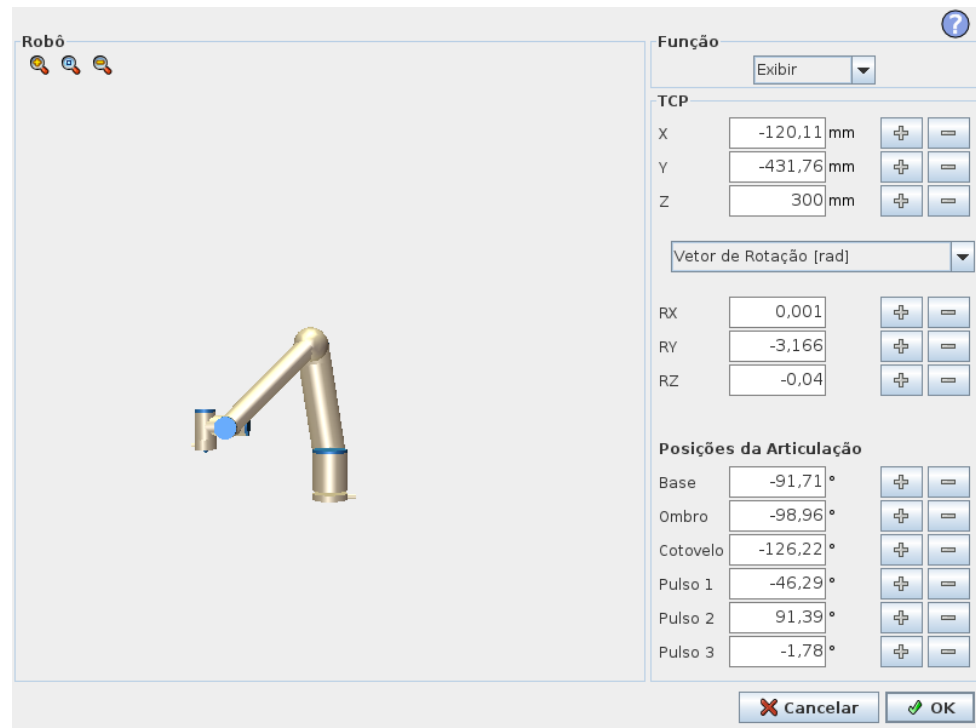 Robô
Função
Exibir
TCP
X -120,11 mm
Y -431,76 mm
Z 300 mm
Vetor de Rotação [rad]
RX 0,001
RY -3,166
RZ -0,04
Posições da Articulação
Base -91,71 °
Ombro -98,96 °
Cotovelo -126,22 °
Pulso 1 -46,29 °
Pulso 2 91,39 °
Pulso 3 -1,78 °
Cancelar
OK